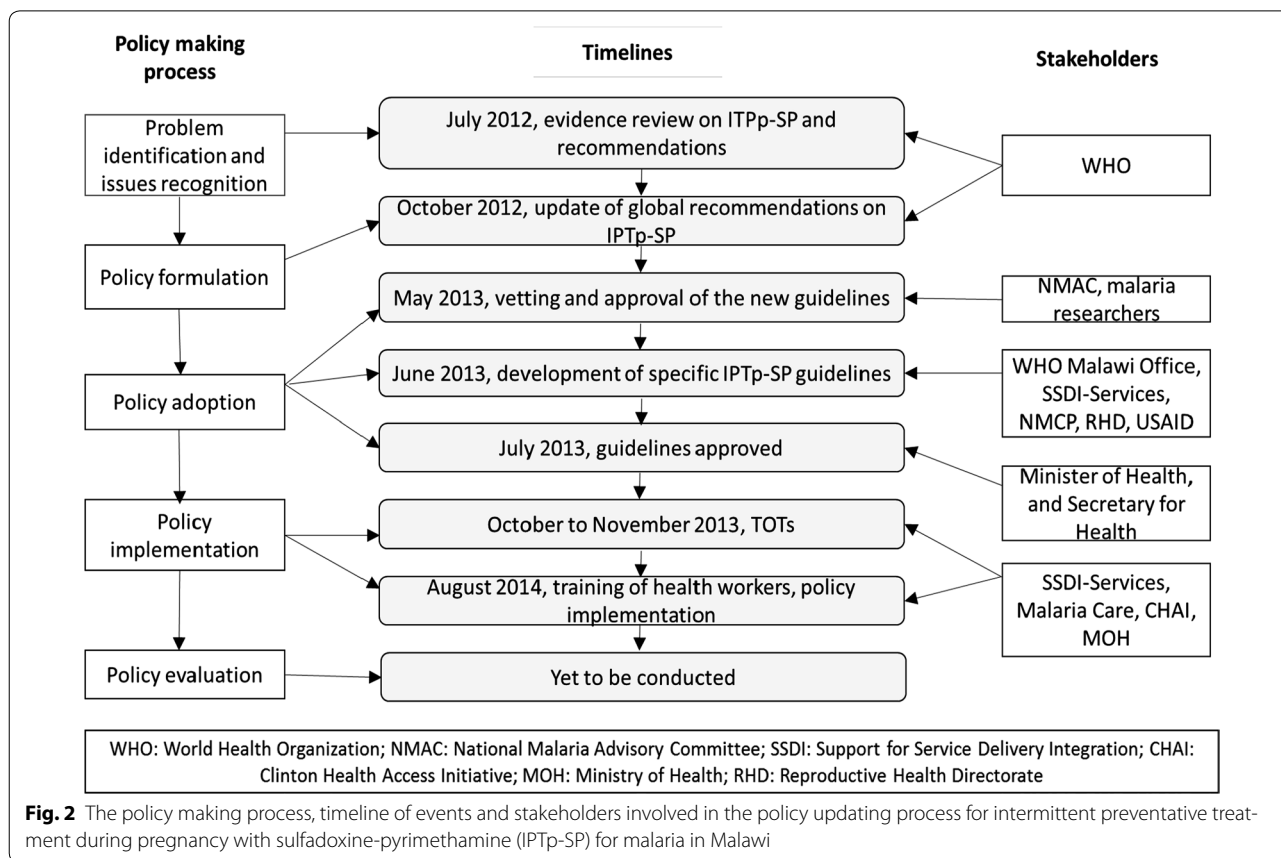 Policy making
process
Timelines
Stakeholders
Problem
identification and
issues recognition
July 2012, evidence review on ITPp-SP and
recommendations
WHO
October 2012, update of global recommendations on
IPTp-SP
Policy formulation
May 2013, vetting and approval of the new guidelines
NMAC, malaria
researchers
Policy adoption
June 2013, development of specific IPTp-SP guidelines
WHO Malawi Office,
SSDI-Services,
NMCP, RHD, USAID
July 2013, guidelines approved
Minister of Health,
and Secretary for
Health
Policy
implementation
October to November 2013, TOTs
August 2014, training of health workers, policy
implementation
SSDI-Services,
Malaria Care, CHAI,
MOH
Policy evaluation
Yet to be conducted
WHO: World Health Organization; NMAC: National Malaria Advisory Committee; SSDI: Support for Service Delivery Integration; CHAI:
Clinton Health Access Initiative; MOH: Ministry of Health; RHD: Reproductive Health Directorate
Fig. 2 The policy making process, timeline of events and stakeholders involved in the policy updating process for intermittent preventative treat-
ment during pregnancy with sulfadoxine-pyrimethamine (IPTp-SP) for malaria in Malawi